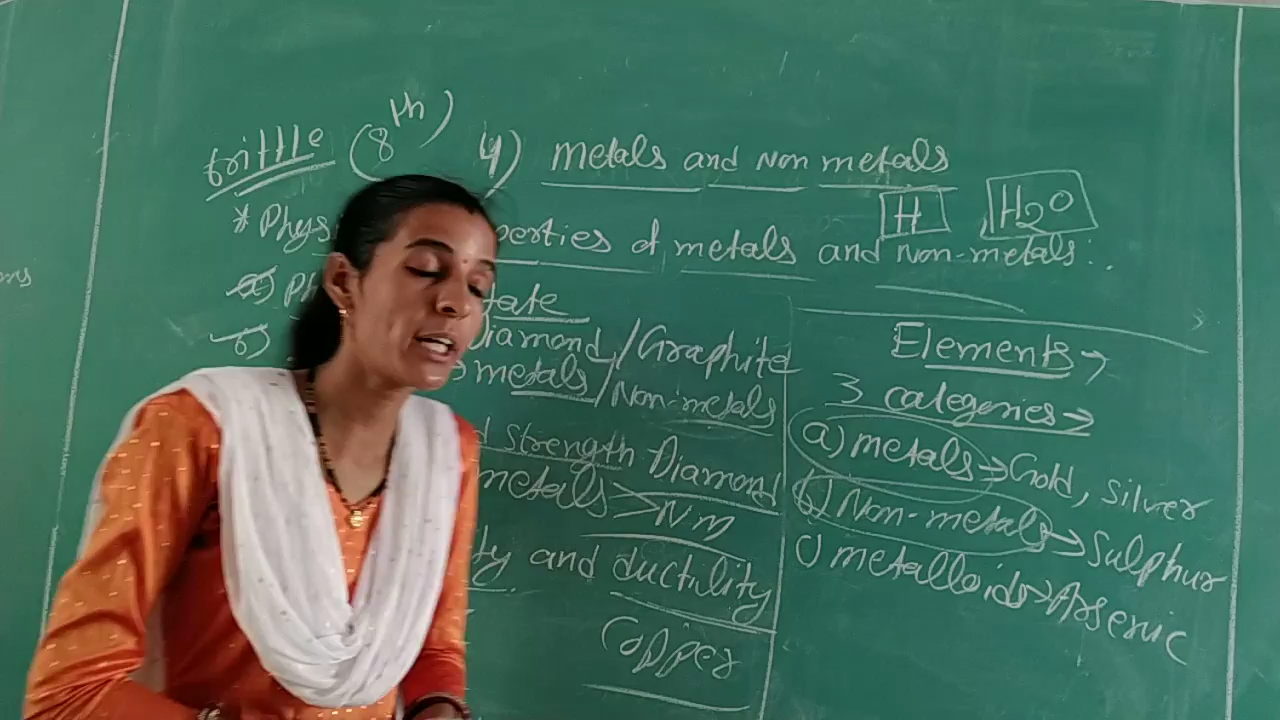 brittle (8th) 4) Metals and Non metals
H H2O
* Phys perties of metals and Non-metals:
a) Ph tate
b) Diamond/Graphite
metals/Non-metals
d Strength Diamond
metals > Nm
ty and ductility
Copper
Elements →
3 categories →
a) metals → Gold, Silver
b) Non-metals → Sulphur
c) metalloids → Arsenic